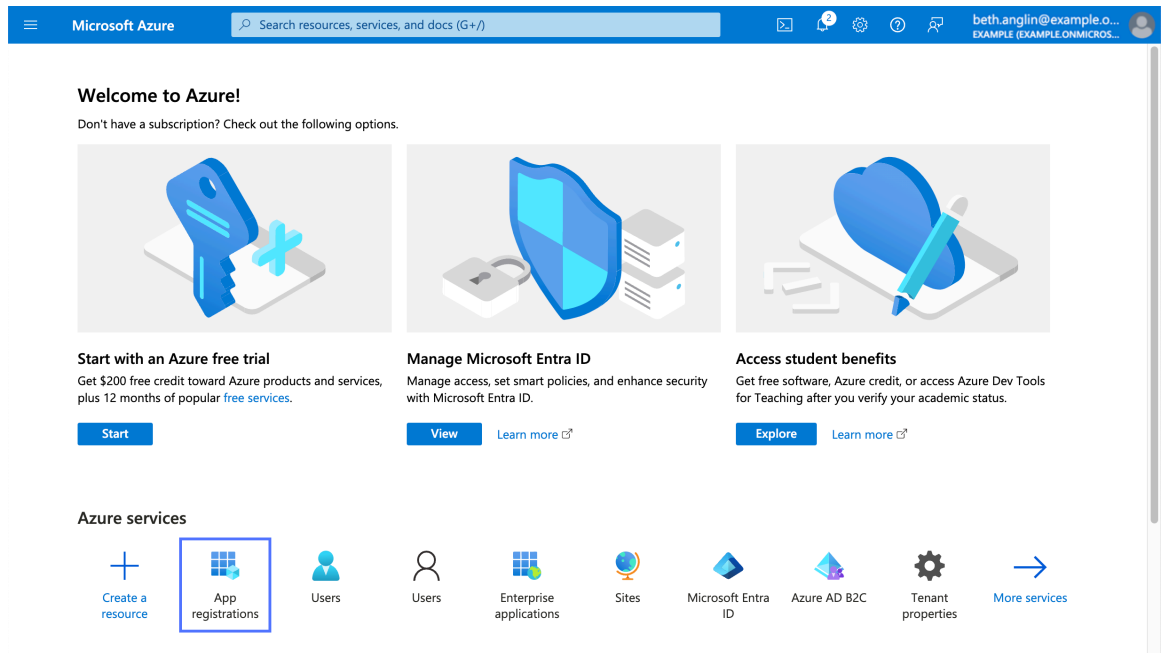 Microsoft Azure
Search resources, services, and docs (G+/)
2
beth.anglin@example.o...
EXAMPLE (EXAMPLE.ONMICROS...
Welcome to Azure!
Don't have a subscription? Check out the following options.
Start with an Azure free trial
Get $200 free credit toward Azure products and services,
plus 12 months of popular free services.
Start
Manage Microsoft Entra ID
Manage access, set smart policies, and enhance security
with Microsoft Entra ID.
View
Learn more
Access student benefits
Get free software, Azure credit, or access Azure Dev Tools
for Teaching after you verify your academic status.
Explore
Learn more
Azure services
Create a
resource
App
registrations
Users
Users
Enterprise
applications
Sites
Microsoft Entra
ID
Azure AD B2C
Tenant
properties
More services